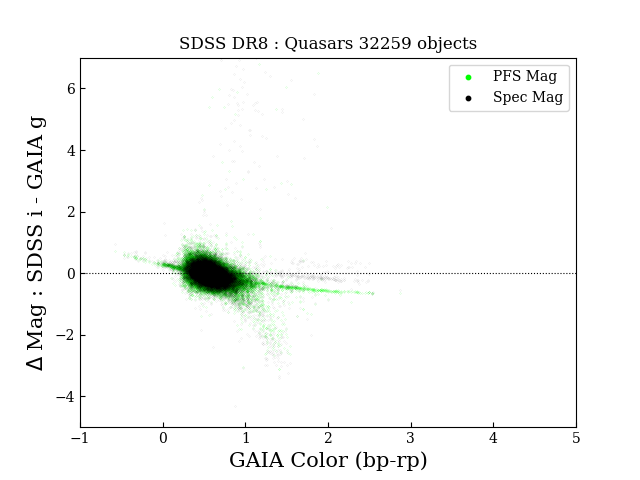 SDSS DR8 : Quasars 32259 objects
PFS Mag
Spec Mag
6
4
2
0
−2
−4
Δ Mag : SDSS i - GAIA g
−1 0 1 2 3 4 5
GAIA Color (bp-rp)